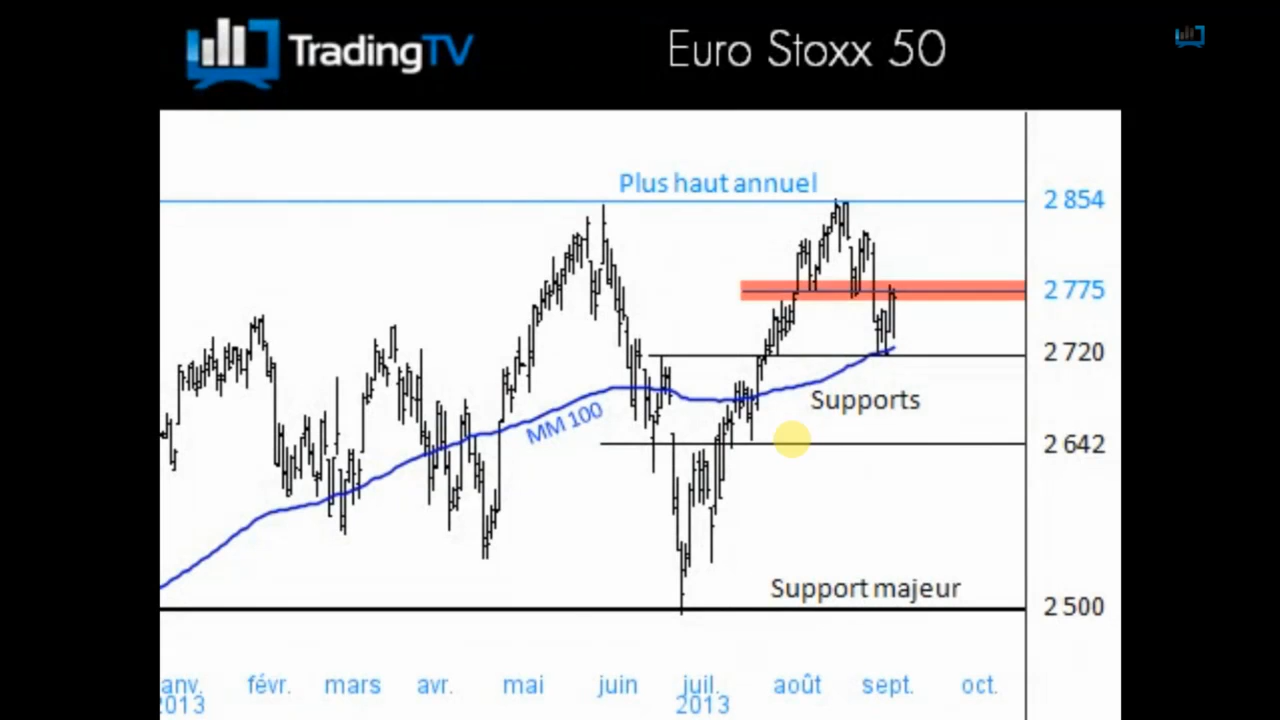 TradingTV
Euro Stoxx 50
Plus haut annuel
2 854
2 775
2 720
Supports
MM 100
2 642
Support majeur
2 500
anv. févr. mars avr. mai juin juil. août sept. oct.
2013 2013